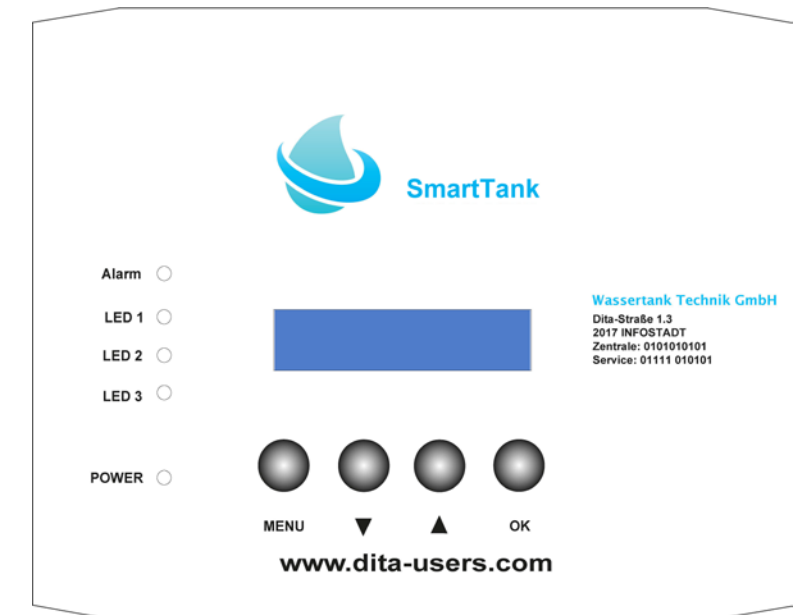 SmartTank
Alarm
LED 1
LED 2
LED 3
POWER
Wassertank Technik GmbH
Dita-Straße 1.3
2017 INFOSTADT
Zentrale: 0101010101
Service: 01111 010101
MENU ▼ ▲ OK
www.dita-users.com